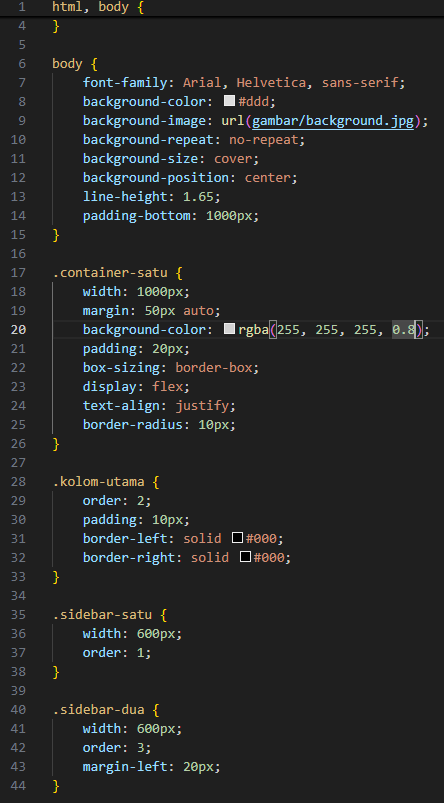 1 html, body {
4 }
5
6 body {
7 font-family: Arial, Helvetica, sans-serif;
8 background-color: #ddd;
9 background-image: url(gambar/background.jpg);
10 background-repeat: no-repeat;
11 background-size: cover;
12 background-position: center;
13 line-height: 1.65;
14 padding-bottom: 1000px;
15 }
16
17 .container-satu {
18 width: 1000px;
19 margin: 50px auto;
20 background-color: rgba(255, 255, 255, 0.8);
21 padding: 20px;
22 box-sizing: border-box;
23 display: flex;
24 text-align: justify;
25 border-radius: 10px;
26 }
27
28 .kolom-utama {
29 order: 2;
30 padding: 10px;
31 border-left: solid #000;
32 border-right: solid #000;
33 }
34
35 .sidebar-satu {
36 width: 600px;
37 order: 1;
38 }
39
40 .sidebar-dua {
41 width: 600px;
42 order: 3;
43 margin-left: 20px;
44 }